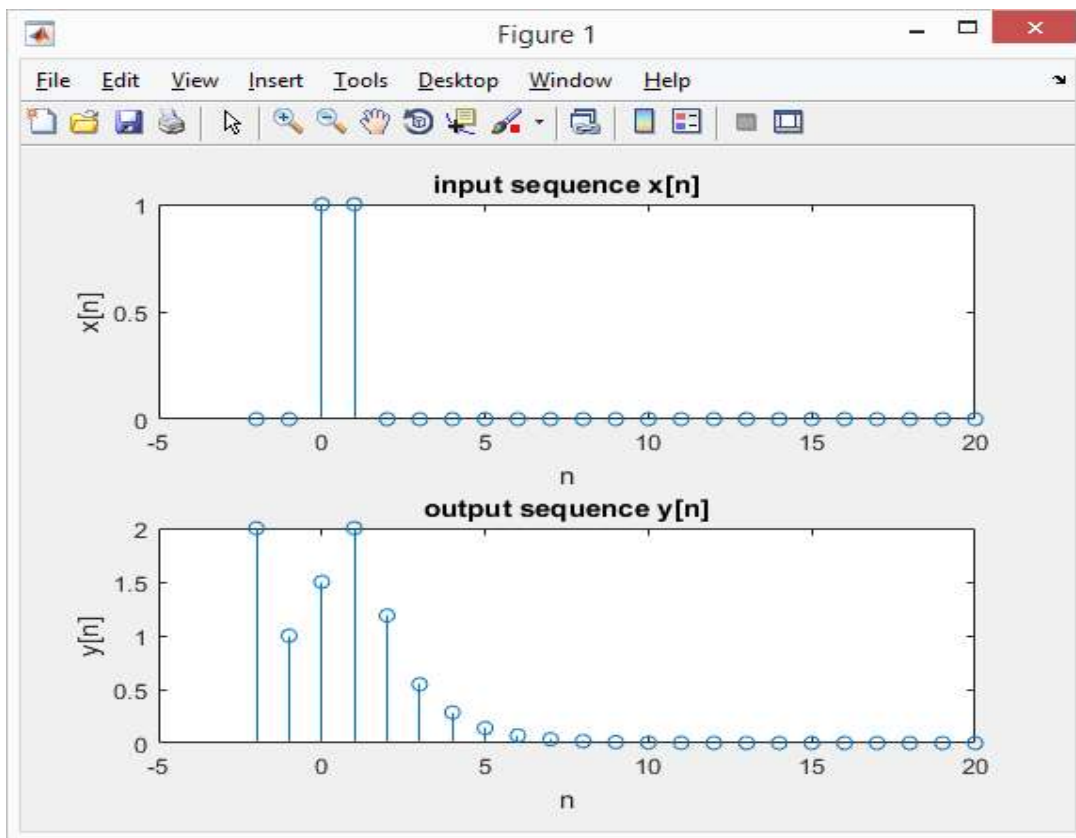 Figure 1
File Edit View Insert Tools Desktop Window Help
input sequence x[n]
1
0.5
0
x[n]
-5 0 5 10 15 20
n
output sequence y[n]
2
1.5
1
0.5
0
y[n]
-5 0 5 10 15 20
n